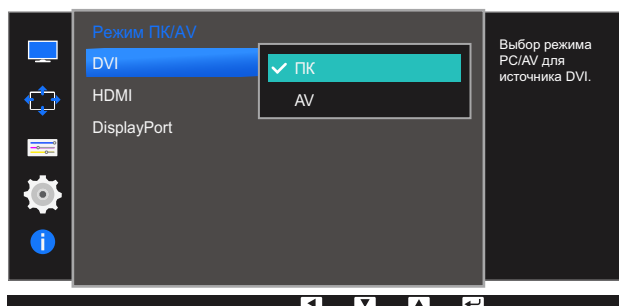 Режим ПК/AV
DVI
ПК
HDMI
AV
DisplayPort
Выбор режима
PC/AV для
источника DVI.